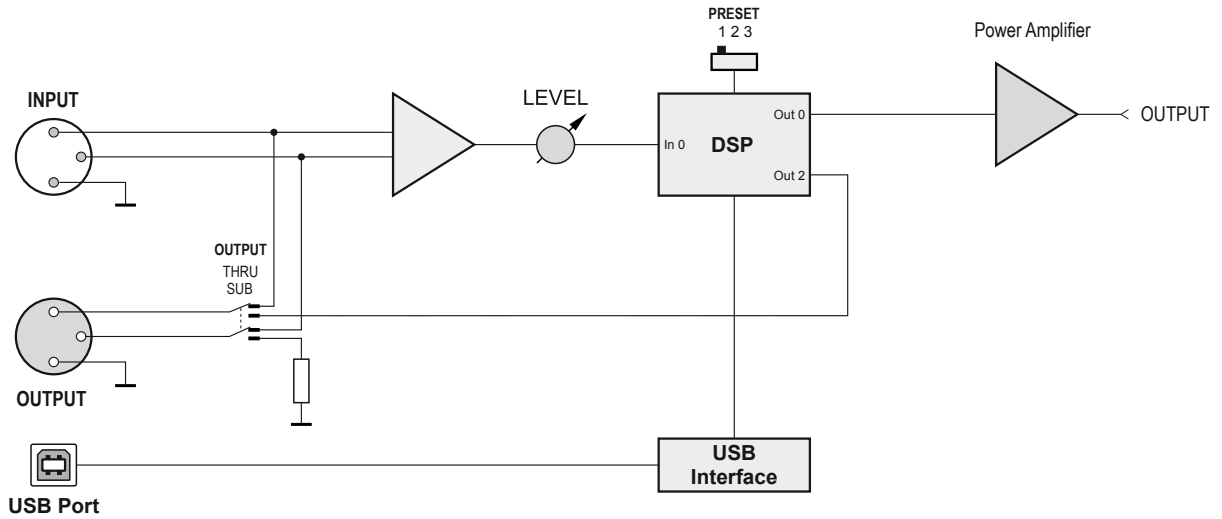 PRESET
1 2 3
Power Amplifier
INPUT
LEVEL
Out 0
OUTPUT
In 0
DSP
Out 2
OUTPUT
THRU
SUB
OUTPUT
USB
Interface
USB Port